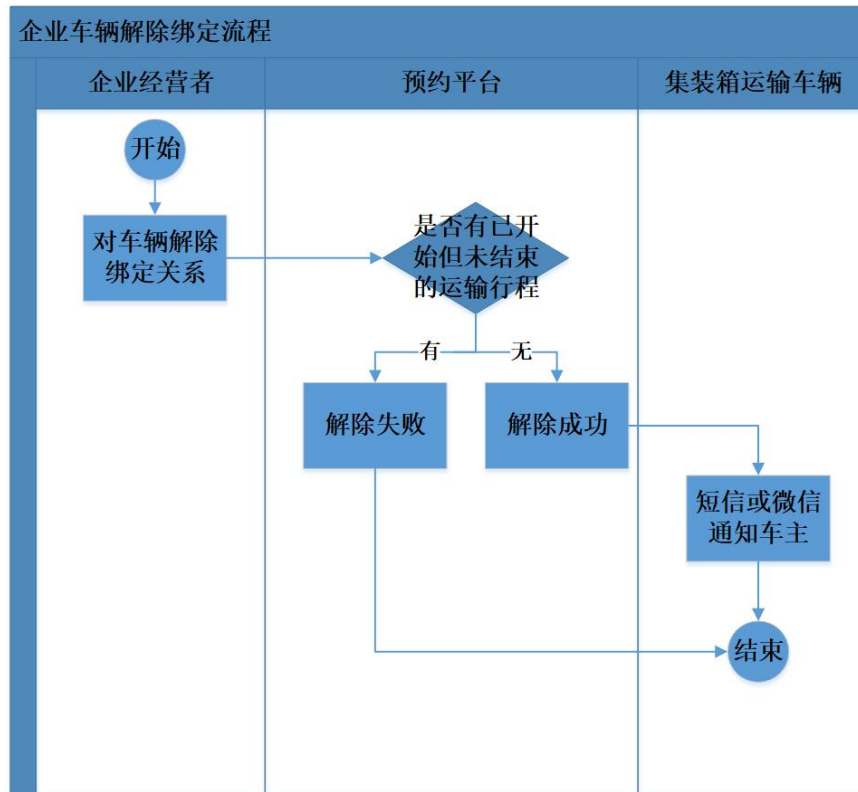 企业车辆解除绑定流程
企业经营者
预约平台
集装箱运输车辆
开始
对车辆解除
绑定关系
是否有已开
始但未结束
的运输行程
有
无
解除失败
解除成功
短信或微信
通知车主
结束